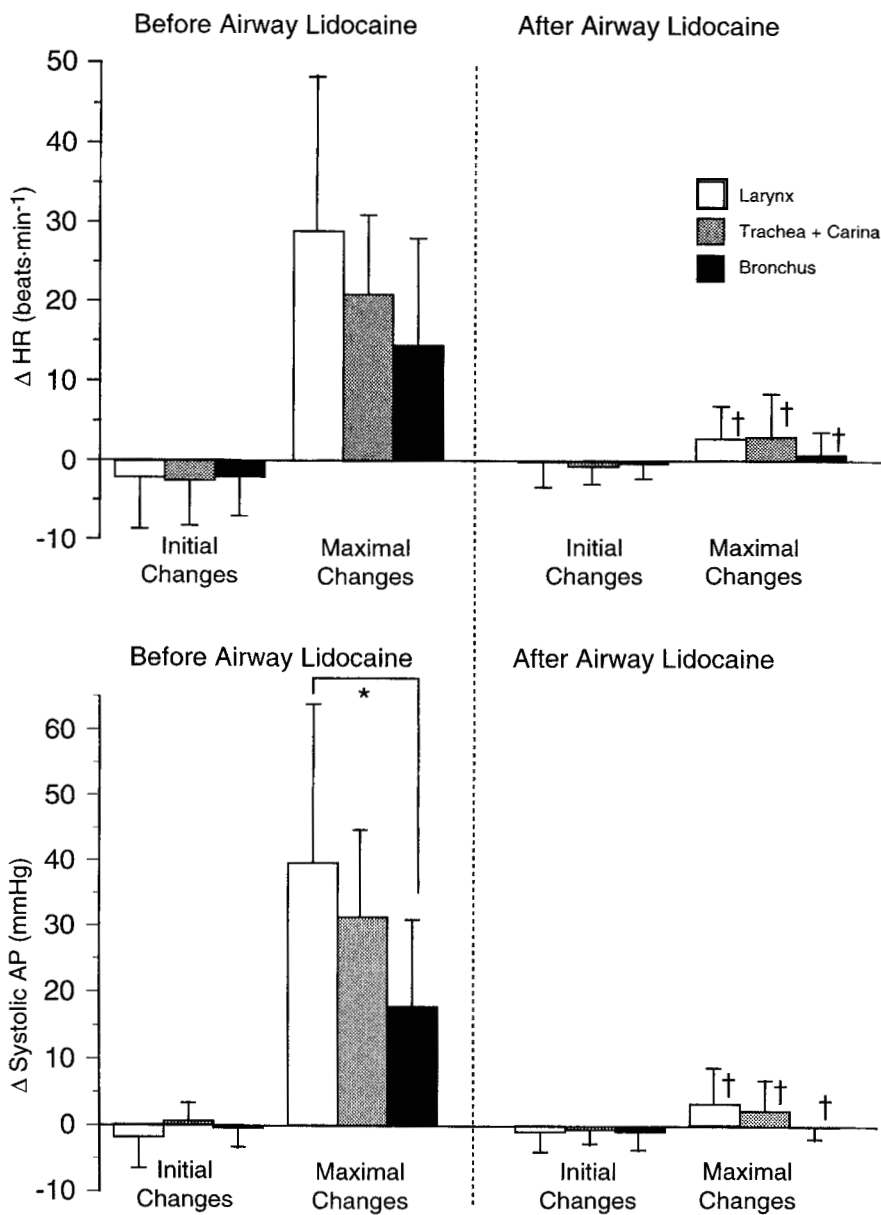 Before Airway Lidocaine
After Airway Lidocaine
Δ HR (beats·min⁻¹)
50
40
30
20
10
0
-10
Larynx
Trachea + Carina
Bronchus
†
†
†
Initial
Changes
Maximal
Changes
Initial
Changes
Maximal
Changes
Before Airway Lidocaine
After Airway Lidocaine
Δ Systolic AP (mmHg)
60
50
40
30
20
10
0
-10
*
†
†
†
Initial
Changes
Maximal
Changes
Initial
Changes
Maximal
Changes